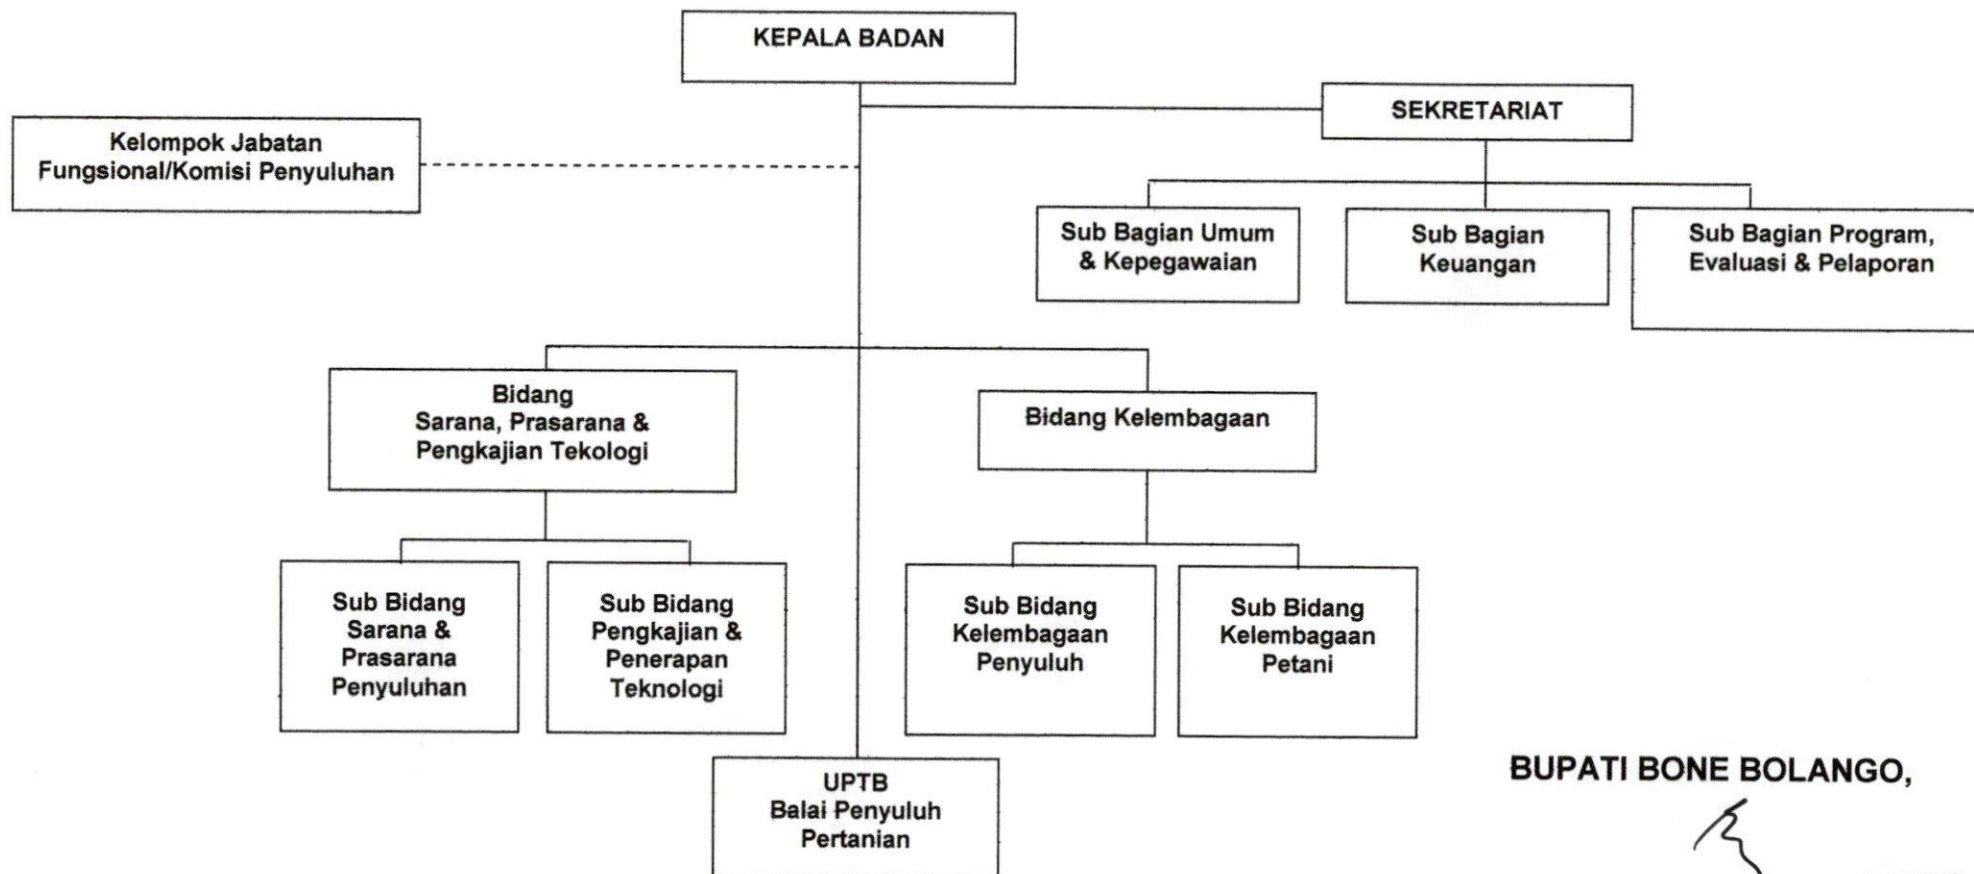 KEPALA BADAN
SEKRETARIAT
Kelompok Jabatan
Fungsional/Komisi Penyuluhan
Sub Bagian Umum
& Kepegawaian
Sub Bagian
Keuangan
Sub Bagian Program,
Evaluasi & Pelaporan
Bidang
Sarana, Prasarana &
Pengkajian Tekologi
Bidang Kelembagaan
Sub Bidang
Sarana &
Prasarana
Penyuluhan
Sub Bidang
Pengkajian &
Penerapan
Teknologi
Sub Bidang
Kelembagaan
Penyuluh
Sub Bidang
Kelembagaan
Petani
UPTB
Balai Penyuluh
Pertanian
BUPATI BONE BOLANGO,